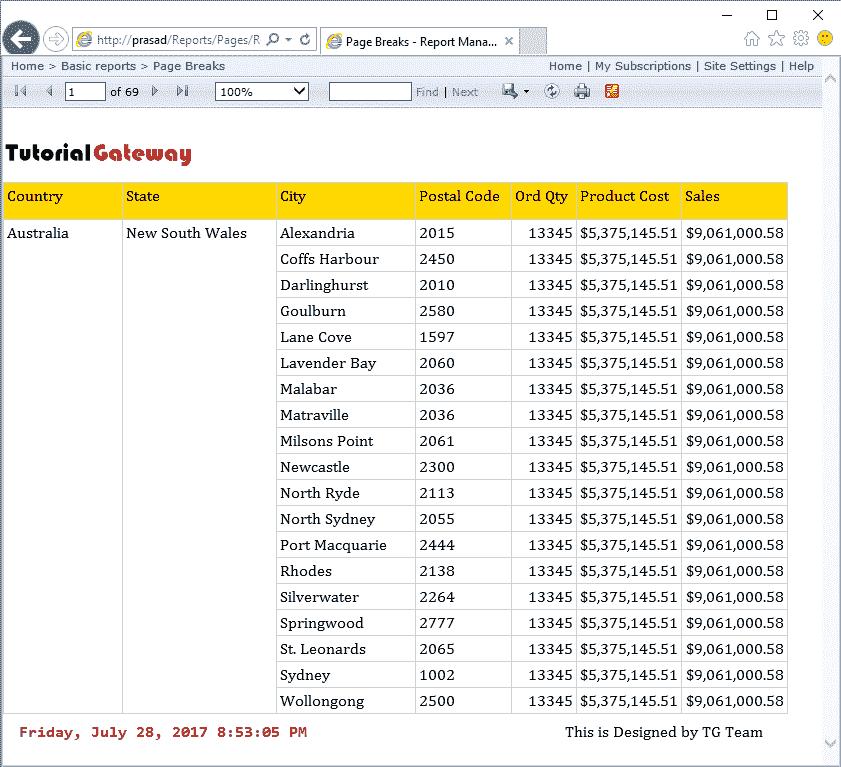 http://prasad/Reports/Pages/R
Page Breaks - Report Mana...
Home > Basic reports > Page Breaks
Home | My Subscriptions | Site Settings | Help
1 of 69 100% Find | Next
TutorialGateway
Country State City Postal Code Ord Qty Product Cost Sales
Australia New South Wales Alexandria 2015 13345 $5,375,145.51 $9,061,000.58
Coffs Harbour 2450 13345 $5,375,145.51 $9,061,000.58
Darlinghurst 2010 13345 $5,375,145.51 $9,061,000.58
Goulburn 2580 13345 $5,375,145.51 $9,061,000.58
Lane Cove 1597 13345 $5,375,145.51 $9,061,000.58
Lavender Bay 2060 13345 $5,375,145.51 $9,061,000.58
Malabar 2036 13345 $5,375,145.51 $9,061,000.58
Matraville 2036 13345 $5,375,145.51 $9,061,000.58
Milsons Point 2061 13345 $5,375,145.51 $9,061,000.58
Newcastle 2300 13345 $5,375,145.51 $9,061,000.58
North Ryde 2113 13345 $5,375,145.51 $9,061,000.58
North Sydney 2055 13345 $5,375,145.51 $9,061,000.58
Port Macquarie 2444 13345 $5,375,145.51 $9,061,000.58
Rhodes 2138 13345 $5,375,145.51 $9,061,000.58
Silverwater 2264 13345 $5,375,145.51 $9,061,000.58
Springwood 2777 13345 $5,375,145.51 $9,061,000.58
St. Leonards 2065 13345 $5,375,145.51 $9,061,000.58
Sydney 1002 13345 $5,375,145.51 $9,061,000.58
Wollongong 2500 13345 $5,375,145.51 $9,061,000.58
Friday, July 28, 2017 8:53:05 PM
This is Designed by TG Team